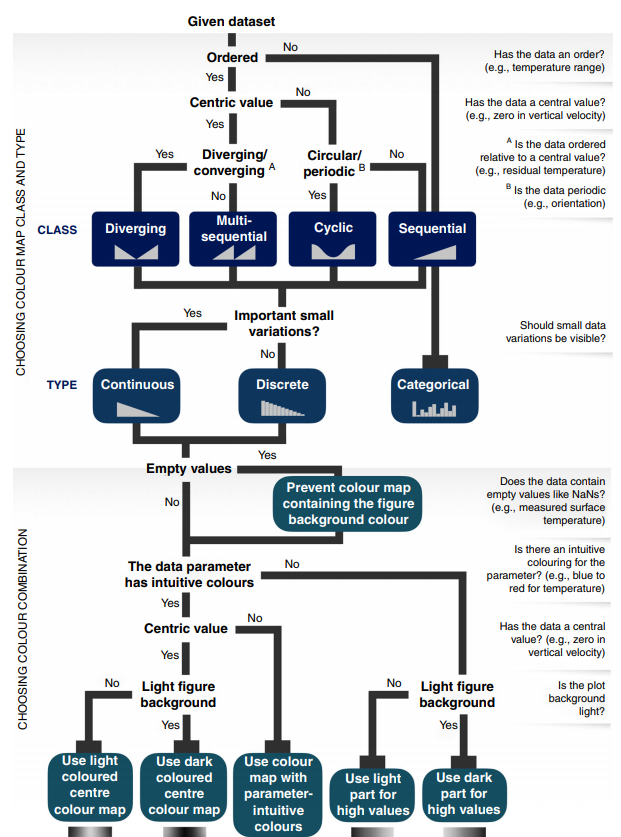 Given dataset
No
Ordered
Has the data an order?
(e.g., temperature range)
Yes
No
Centric value
Has the data a central value?
(e.g., zero in vertical velocity)
Yes
A Is the data ordered
relative to a central value?
(e.g., residual temperature)
B Is the data periodic
(e.g., orientation)
Yes
Diverging/
converging A
No
Circular/
periodic B
No
Yes
CHOOSING COLOUR MAP CLASS AND TYPE
CLASS
Diverging
Multi-
sequential
Cyclic
Sequential
Yes
Important small
variations?
Should small data
variations be visible?
No
TYPE
Continuous
Discrete
Categorical
Yes
Empty values
No
Prevent colour map
containing the figure
background colour
Does the data contain
empty values like NaNs?
(e.g., measured surface
temperature)
CHOOSING COLOUR COMBINATION
The data parameter
has intuitive colours
No
Is there an intuitive
colouring for the
parameter? (e.g., blue to
red for temperature)
Yes
No
Centric value
Has the data a central
value? (e.g., zero in
vertical velocity)
Yes
No
Light figure
background
Yes
No
Light figure
background
Yes
Is the plot
background
light?
Use light
coloured
centre
colour map
Use dark
coloured
centre
colour map
Use colour
map with
parameter-
intuitive
colours
Use light
part for
high values
Use dark
part for
high values